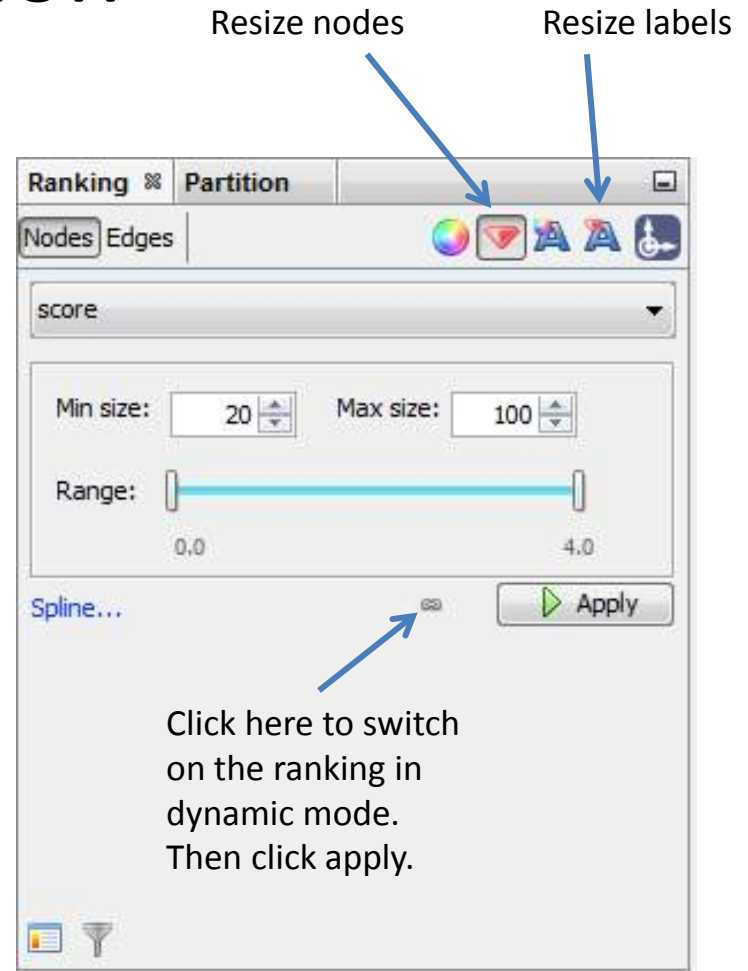 Resize nodes Resize labels
Ranking Partition
Nodes Edges
score
Min size: 20 Max size: 100
Range:
0.0 4.0
Spline... Apply
Click here to switch
on the ranking in
dynamic mode.
Then click apply.